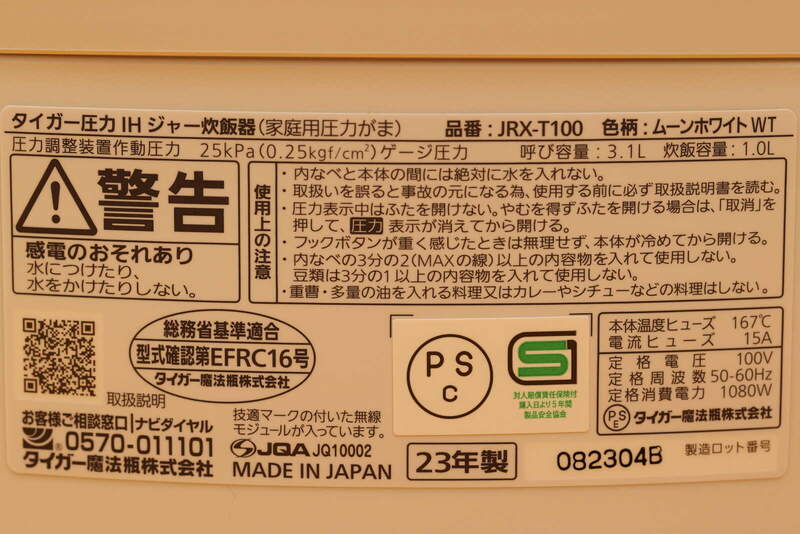 タイガー圧力IHジャー炊飯器(家庭用圧力がま) 品番:JRX-T100 色柄:ムーンホワイトWT
圧力調整装置作動圧力 25kPa(0.25kgf/cm²)ゲージ圧力 呼び容量:3.1L 炊飯容量:1.0L
警告
感電のおそれあり
水につけたり、
水をかけたりしない。
使用上の注意
・内なべと本体の間には絶対に水を入れない。
・取扱いを誤ると事故の元になる為、使用する前に必ず取扱説明書を読む。
・圧力表示中はふたを開けない。やむを得ずふたを開ける場合は、「取消」を
押して、圧力 表示が消えてから開ける。
・フックボタンが重く感じたときは無理せず、本体が冷めてから開ける。
・内なべの3分の2(MAXの線)以上の内容物を入れて使用しない。
豆類は3分の1以上の内容物を入れて使用しない。
・重曹・多量の油を入れる料理又はカレーやシチューなどの料理はしない。
取扱説明
総務省基準適合
型式確認第EFRC16号
タイガー魔法瓶株式会社
お客様ご相談窓口 ナビダイヤル
0570-011101
タイガー魔法瓶株式会社
技適マークの付いた無線
モジュールが入っています。
JQA JQ10002
MADE IN JAPAN
PS
C
SG
対人賠償責任保険付
購入日より5年間
製品安全協会
23年製
本体温度ヒューズ 167℃
電流ヒューズ 15A
定格電圧 100V
定格周波数 50-60Hz
定格消費電力 1080W
PS
E
タイガー魔法瓶株式会社
082304B
製造ロット番号